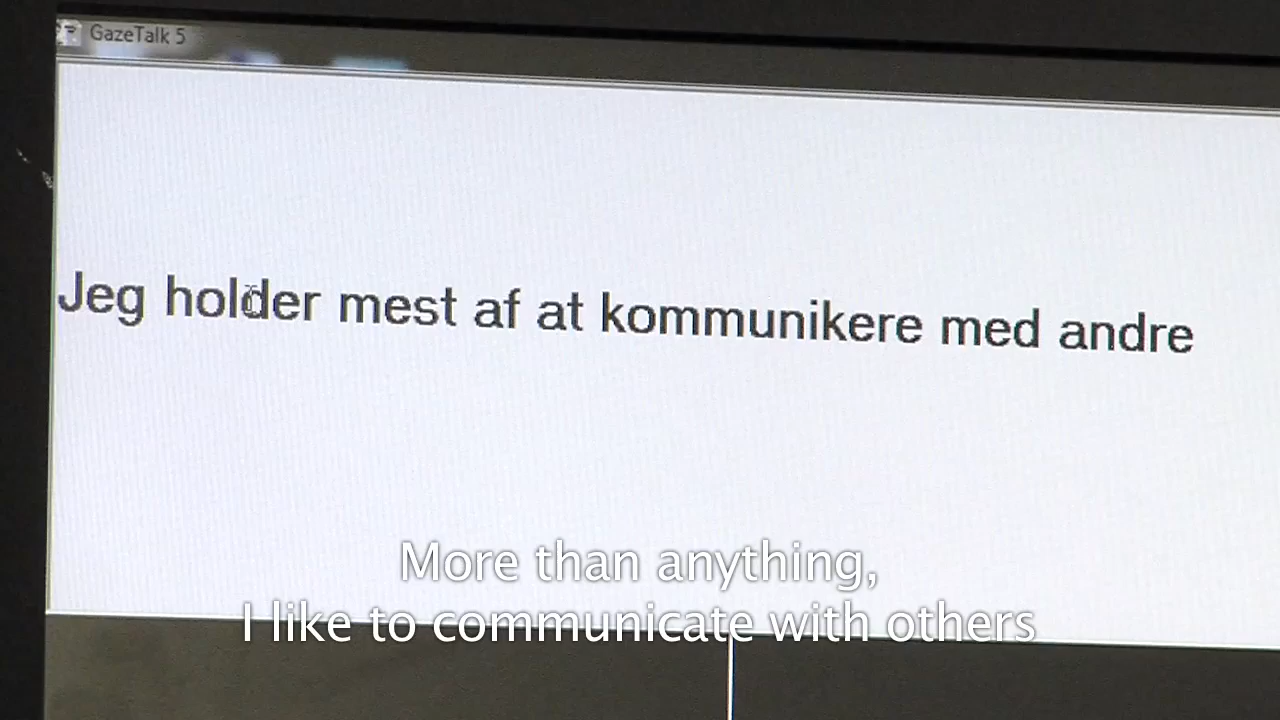 GazeTalk 5
Jeg holder mest af at kommunikere med andre
More than anything,
I like to communicate with others